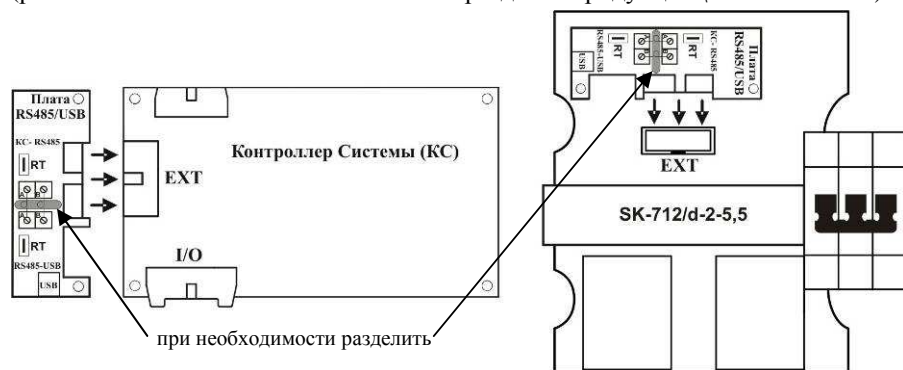 Плата
RS485/USB
КС- RS485
RT
A B
A B
RT
RS485-USB
USB
EXT
Контроллер Системы (КС)
I/O
при необходимости разделить
USB
RS485-USB
RT
A
B
RT
КС- RS485
Плата
RS485/USB
EXT
SK-712/d-2-5,5